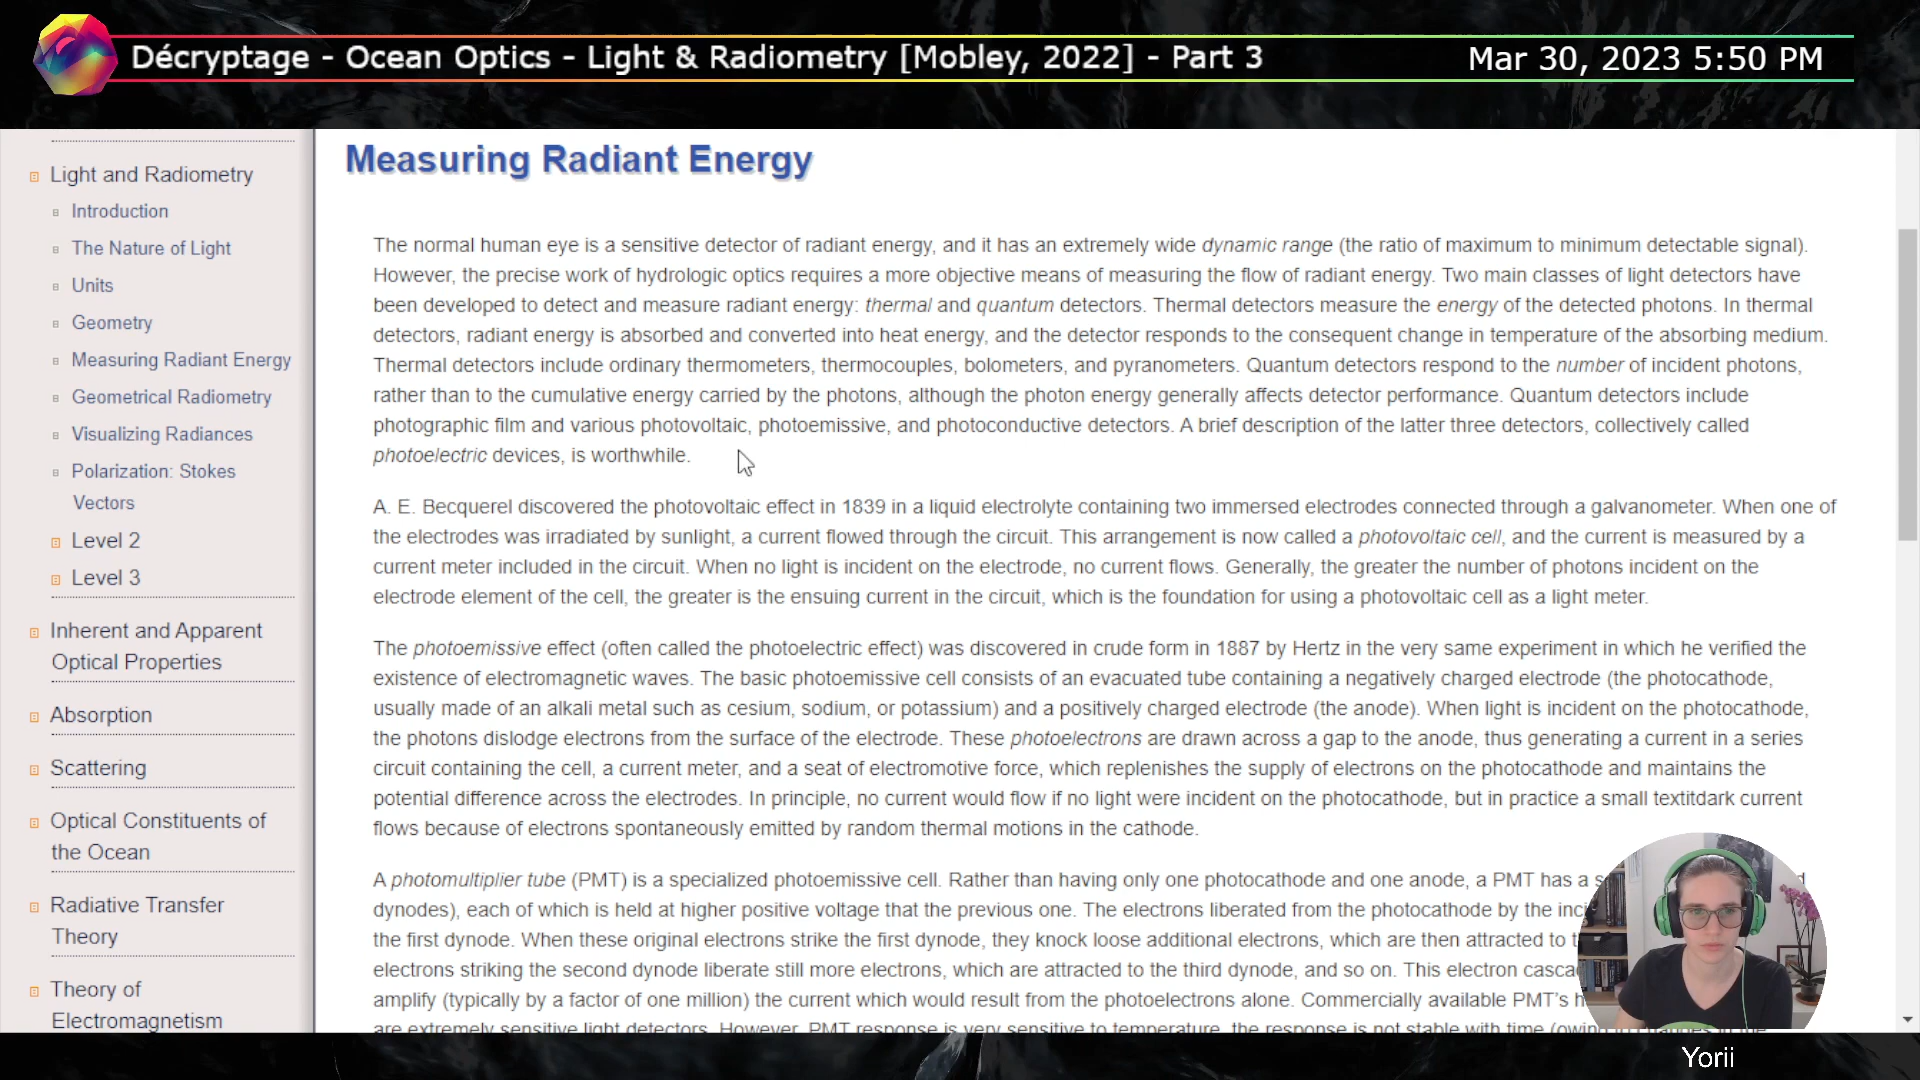 Décryptage - Ocean Optics - Light & Radiometry [Mobley, 2022] - Part 3
Mar 30, 2023 5:50 PM
Light and Radiometry
Introduction
The Nature of Light
Units
Geometry
Measuring Radiant Energy
Geometrical Radiometry
Visualizing Radiances
Polarization: Stokes
Vectors
Level 2
Level 3
Inherent and Apparent
Optical Properties
Absorption
Scattering
Optical Constituents of
the Ocean
Radiative Transfer
Theory
Theory of
Electromagnetism
Measuring Radiant Energy
The normal human eye is a sensitive detector of radiant energy, and it has an extremely wide dynamic range (the ratio of maximum to minimum detectable signal).
However, the precise work of hydrologic optics requires a more objective means of measuring the flow of radiant energy. Two main classes of light detectors have
been developed to detect and measure radiant energy: thermal and quantum detectors. Thermal detectors measure the energy of the detected photons. In thermal
detectors, radiant energy is absorbed and converted into heat energy, and the detector responds to the consequent change in temperature of the absorbing medium.
Thermal detectors include ordinary thermometers, thermocouples, bolometers, and pyranometers. Quantum detectors respond to the number of incident photons,
rather than to the cumulative energy carried by the photons, although the photon energy generally affects detector performance. Quantum detectors include
photographic film and various photovoltaic, photoemissive, and photoconductive detectors. A brief description of the latter three detectors, collectively called
photoelectric devices, is worthwhile.
A. E. Becquerel discovered the photovoltaic effect in 1839 in a liquid electrolyte containing two immersed electrodes connected through a galvanometer. When one of
the electrodes was irradiated by sunlight, a current flowed through the circuit. This arrangement is now called a photovoltaic cell, and the current is measured by a
current meter included in the circuit. When no light is incident on the electrode, no current flows. Generally, the greater the number of photons incident on the
electrode element of the cell, the greater is the ensuing current in the circuit, which is the foundation for using a photovoltaic cell as a light meter.
The photoemissive effect (often called the photoelectric effect) was discovered in crude form in 1887 by Hertz in the very same experiment in which he verified the
existence of electromagnetic waves. The basic photoemissive cell consists of an evacuated tube containing a negatively charged electrode (the photocathode,
usually made of an alkali metal such as cesium, sodium, or potassium) and a positively charged electrode (the anode). When light is incident on the photocathode,
the photons dislodge electrons from the surface of the electrode. These photoelectrons are drawn across a gap to the anode, thus generating a current in a series
circuit containing the cell, a current meter, and a seat of electromotive force, which replenishes the supply of electrons on the photocathode and maintains the
potential difference across the electrodes. In principle, no current would flow if no light were incident on the photocathode, but in practice a small textitdark current
flows because of electrons spontaneously emitted by random thermal motions in the cathode.
A photomultiplier tube (PMT) is a specialized photoemissive cell. Rather than having only one photocathode and one anode, a PMT has a
dynodes), each of which is held at higher positive voltage that the previous one. The electrons liberated from the photocathode by the
the first dynode. When these original electrons strike the first dynode, they knock loose additional electrons, which are then attracted to
electrons striking the second dynode liberate still more electrons, which are attracted to the third dynode, and so on. This electron
amplify (typically by a factor of one million) the current which would result from the photoelectrons alone. Commercially available PMT's
are extremely sensitive light detectors. However, PMT response is very sensitive to temperature, the response is not stable with time
Yorii